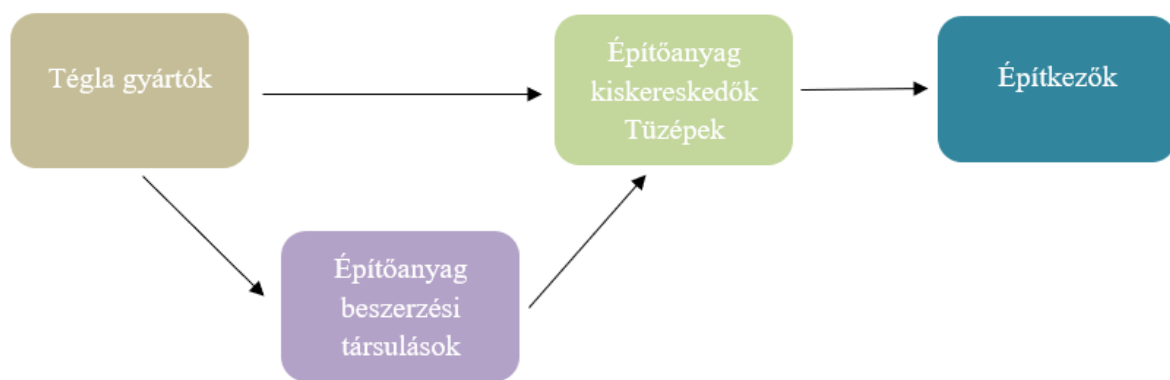 Tégla gyártók
Építőanyag
kiskereskedők
Tüzépek
Építkezők
Építőanyag
beszerzési
társulások